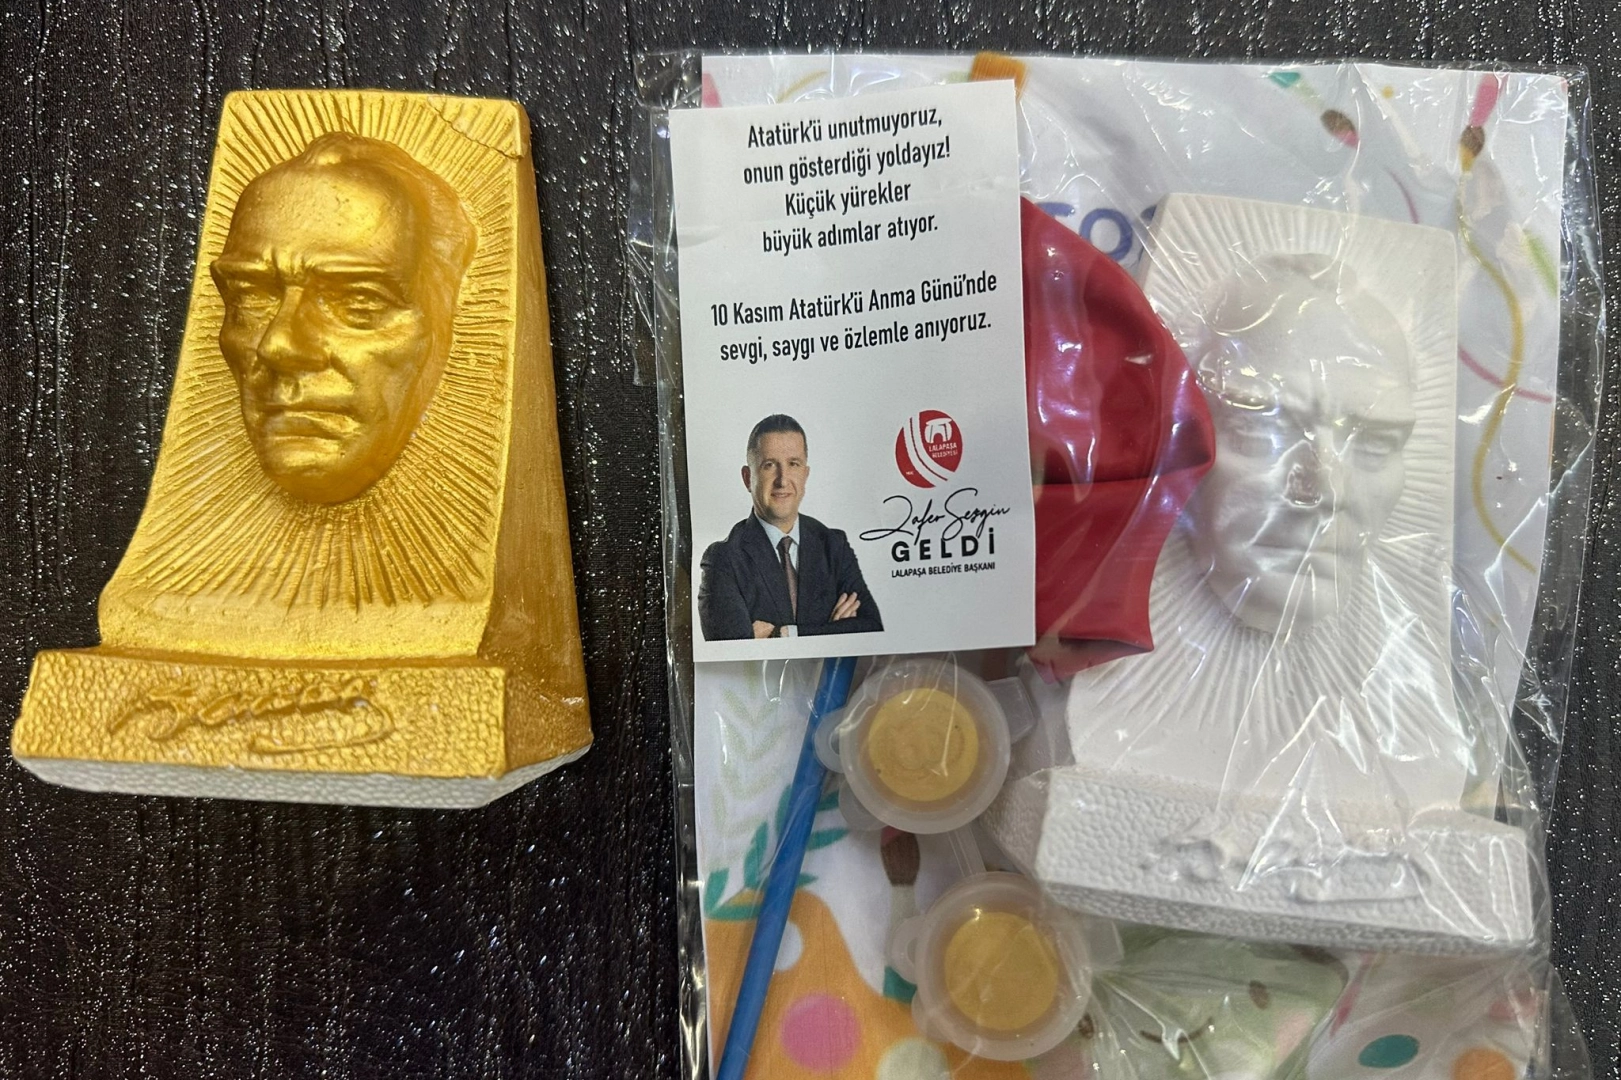 Atatürk'ü unutmuyoruz,
onun gösterdiği yoldayız!
Küçük yürekler
büyük adımlar atıyor.
10 Kasım Atatürk'ü Anma Günü'nde
sevgi, saygı ve özlemle anıyoruz.
LALAPAŞA
BELEDİYESİ
Zafer Sezgin
GELDİ
LALAPAŞA BELEDİYE BAŞKANI